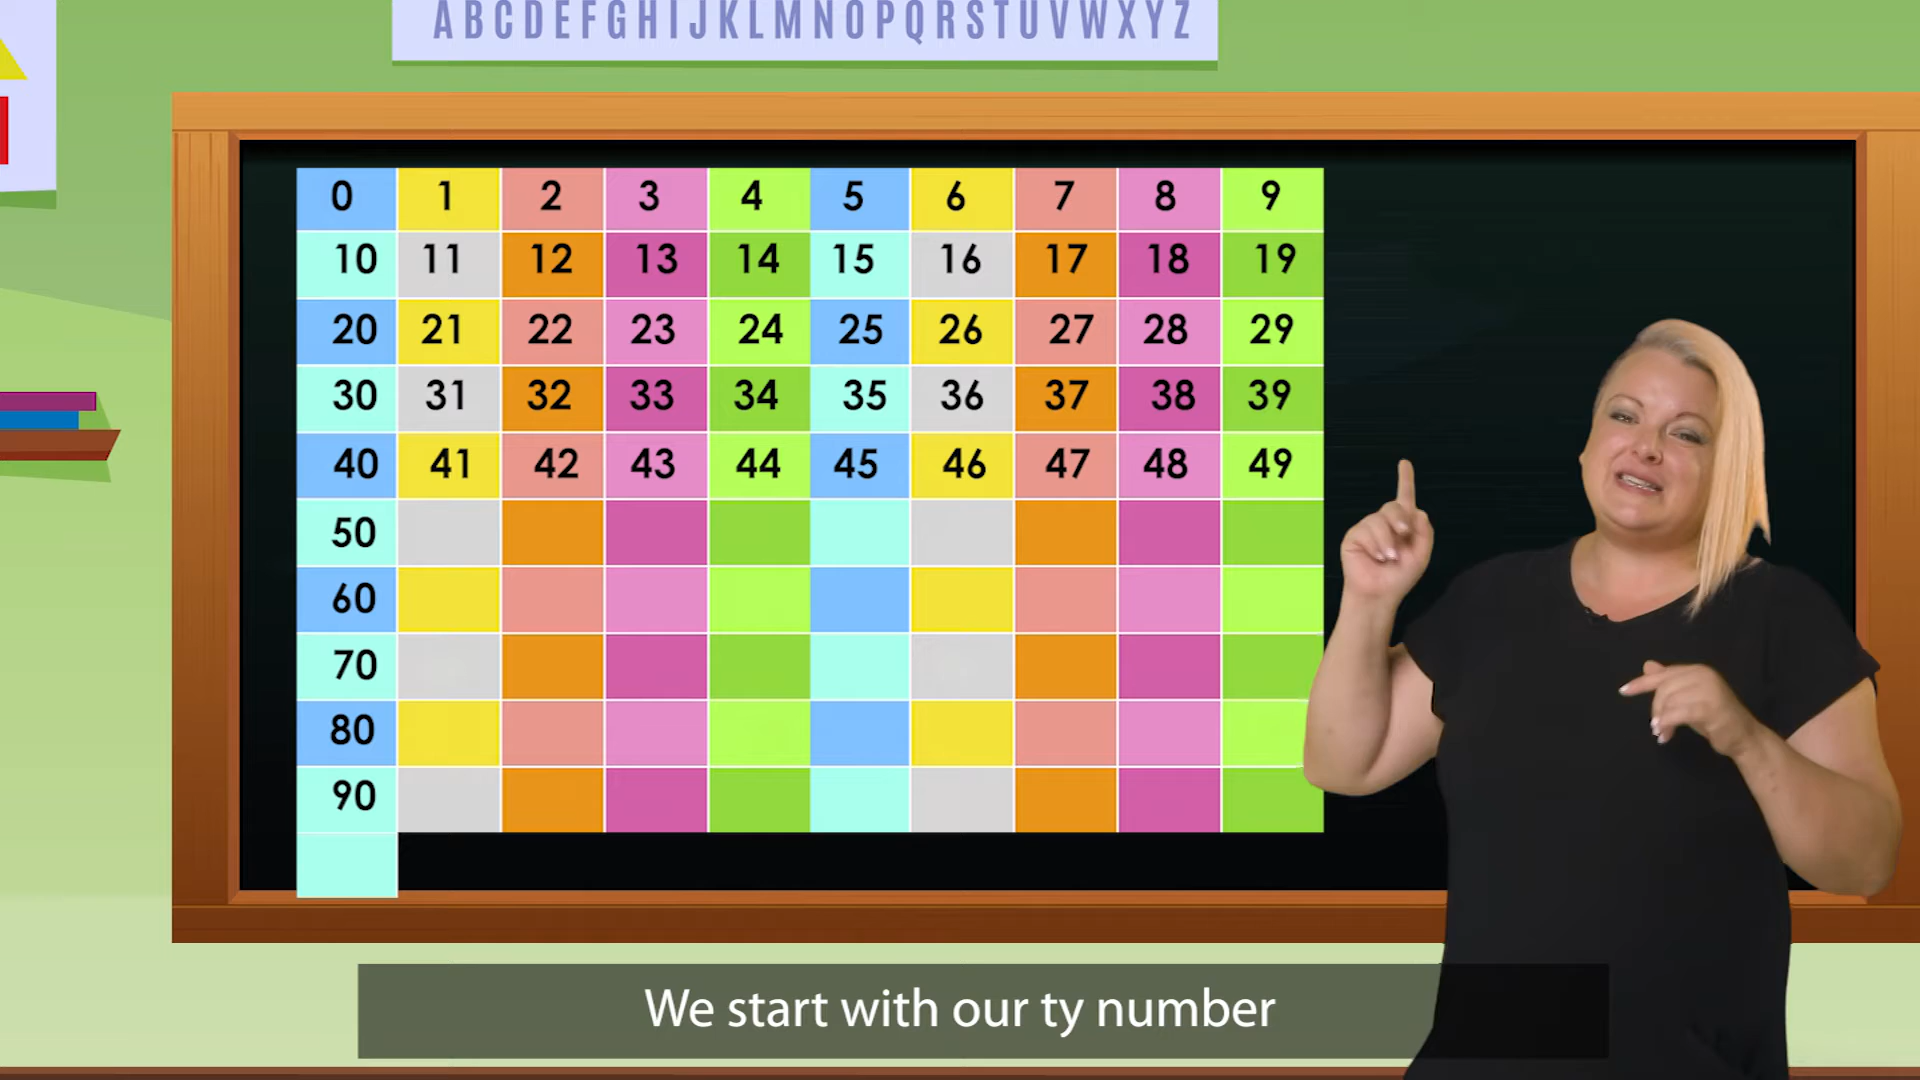 ABCDEFGHIJKLMNOPQRSTUVWXYZ
0 1 2 3 4 5 6 7 8 9
10 11 12 13 14 15 16 17 18 19
20 21 22 23 24 25 26 27 28 29
30 31 32 33 34 35 36 37 38 39
40 41 42 43 44 45 46 47 48 49
50
60
70
80
90
We start with our ty number